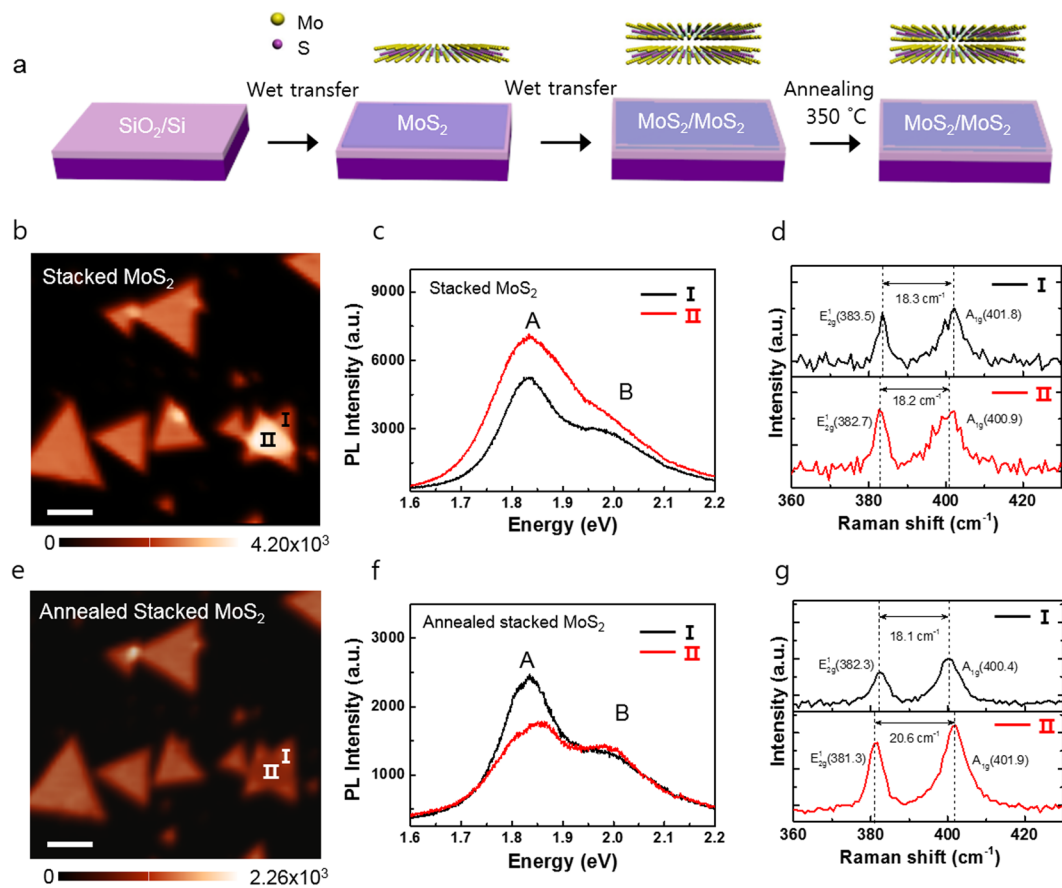 Mo
S
a
Wet transfer
Wet transfer
Annealing
350 ˚C
SiO₂/Si
MoS₂
MoS₂/MoS₂
MoS₂/MoS₂
b
Stacked MoS₂
I
II
0
4.20x10³
c
Stacked MoS₂
I
II
A
B
9000
6000
3000
PL Intensity (a.u.)
1.6 1.7 1.8 1.9 2.0 2.1 2.2
Energy (eV)
d
I
18.3 cm⁻¹
E¹₂g(383.5)
A₁g(401.8)
II
18.2 cm⁻¹
E¹₂g(382.7)
A₁g(400.9)
Intensity (a.u.)
360 380 400 420
Raman shift (cm⁻¹)
e
Annealed Stacked MoS₂
I
II
0
2.26x10³
f
Annealed stacked MoS₂
I
II
A
B
3000
2500
2000
1000
PL Intensity (a.u.)
1.6 1.7 1.8 1.9 2.0 2.1 2.2
Energy (eV)
g
I
18.1 cm⁻¹
E¹₂g(382.3)
A₁g(400.4)
II
20.6 cm⁻¹
E¹₂g(381.3)
A₁g(401.9)
Intensity (a.u.)
360 380 400 420
Raman shift (cm⁻¹)